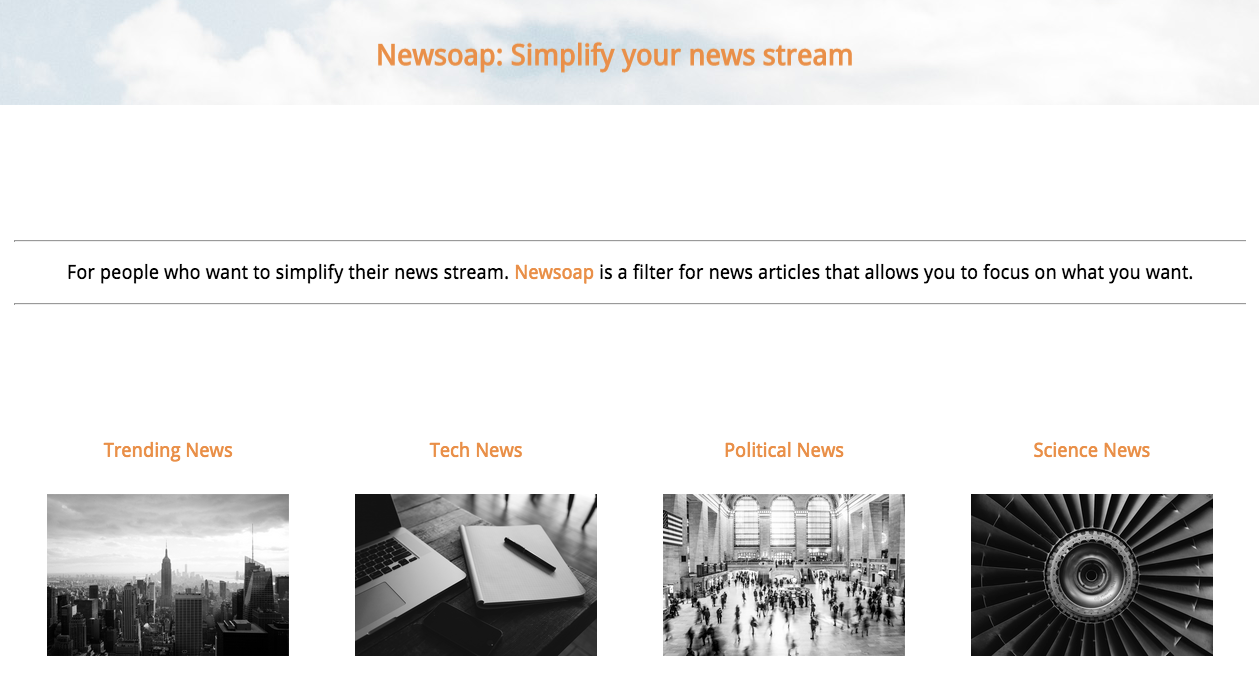 Newsoap: Simplify your news stream
For people who want to simplify their news stream. Newsoap is a filter for news articles that allows you to focus on what you want.
Trending News
Tech News
Political News
Science News